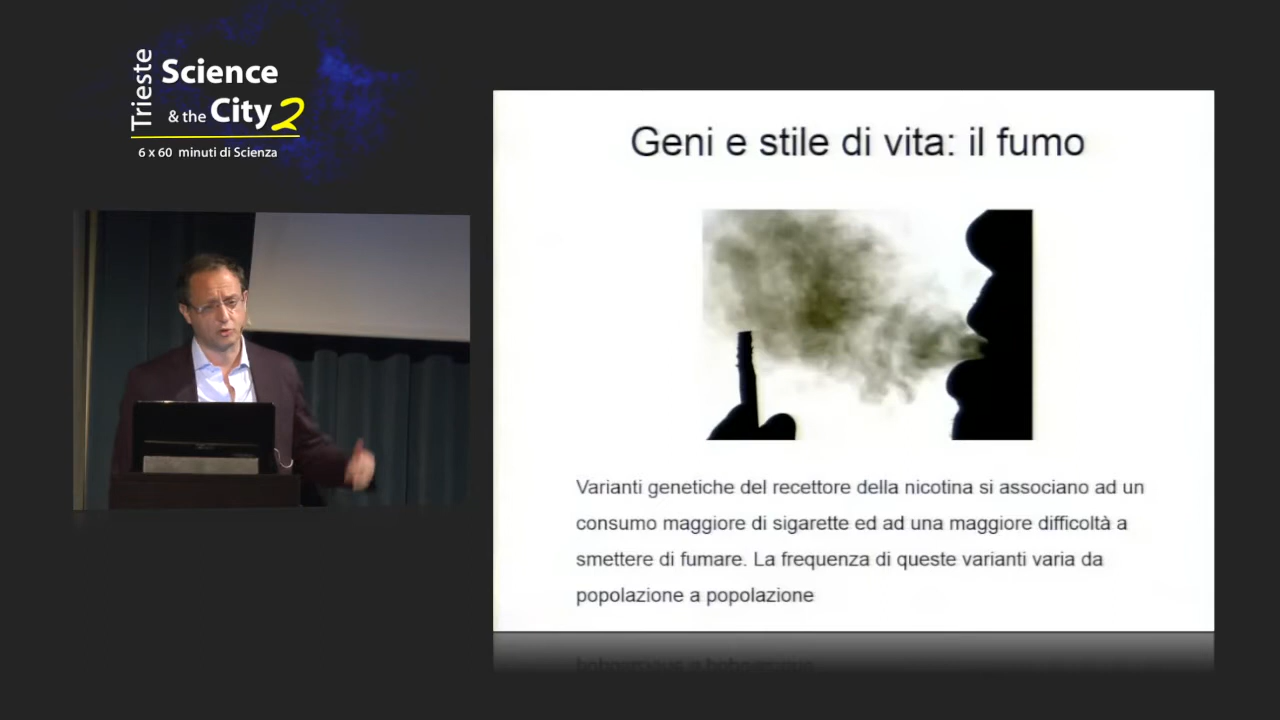 Trieste
Science
& the City 2
6 x 60 minuti di Scienza
Geni e stile di vita: il fumo
Varianti genetiche del recettore della nicotina si associano ad un
consumo maggiore di sigarette ed ad una maggiore difficoltà a
smettere di fumare. La frequenza di queste varianti varia da
popolazione a popolazione